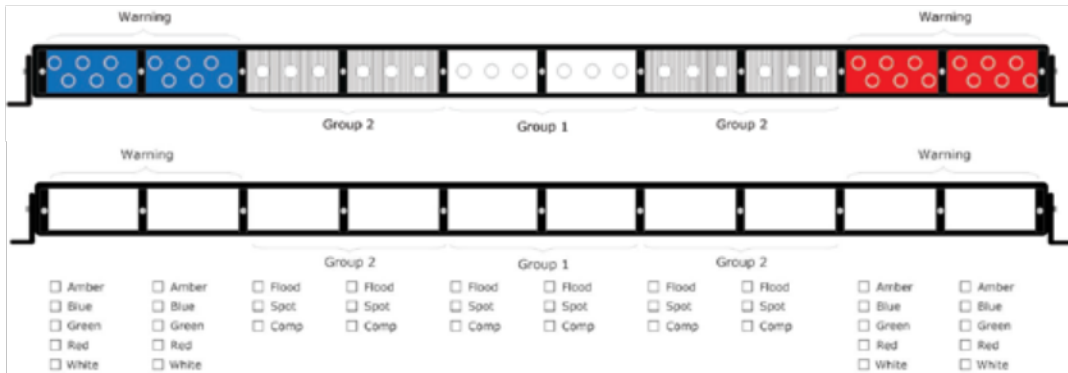 Warning Warning
Group 2 Group 1 Group 2
Warning Warning
Group 2 Group 1 Group 2
☐ Amber ☐ Amber ☐ Flood ☐ Flood ☐ Flood ☐ Flood ☐ Flood ☐ Flood ☐ Amber ☐ Amber
☐ Blue ☐ Blue ☐ Spot ☐ Spot ☐ Spot ☐ Spot ☐ Spot ☐ Spot ☐ Blue ☐ Blue
☐ Green ☐ Green ☐ Comp ☐ Comp ☐ Comp ☐ Comp ☐ Comp ☐ Comp ☐ Green ☐ Green
☐ Red ☐ Red ☐ Red ☐ Red
☐ White ☐ White ☐ White ☐ White